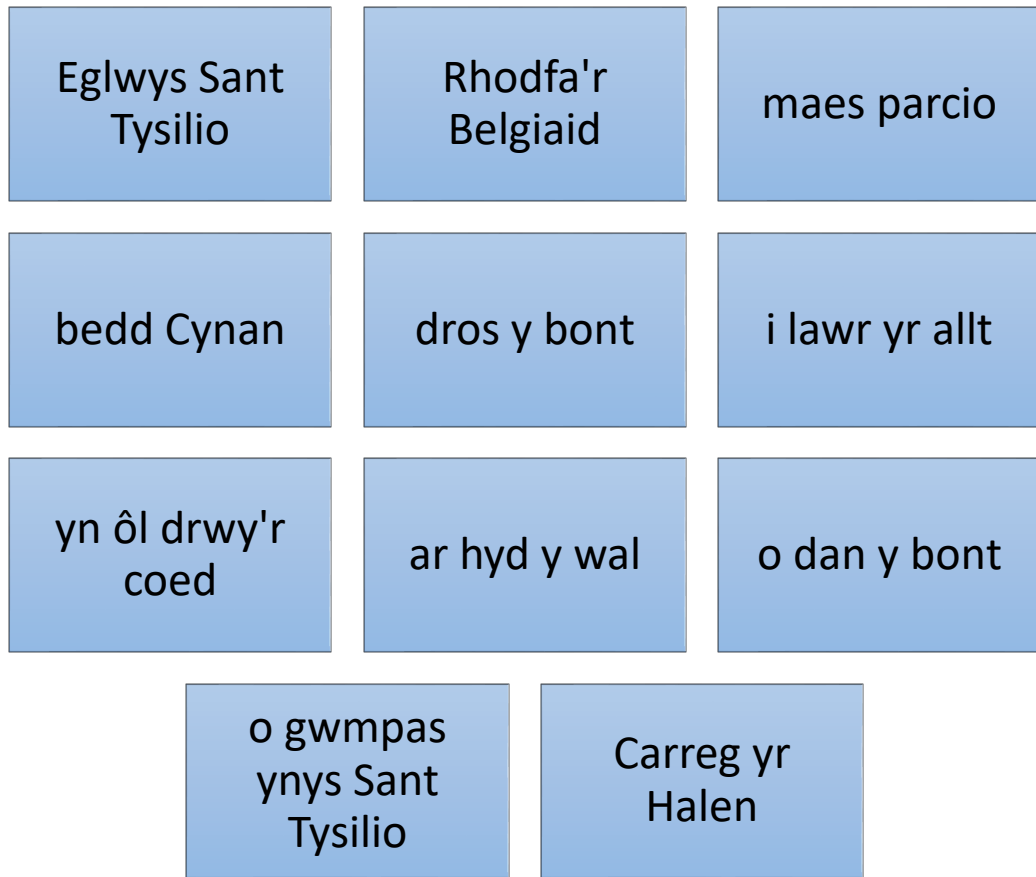 Eglwys Sant
Tysilio
Rhodfa'r
Belgiaid
maes parcio
bedd Cynan
dros y bont
i lawr yr allt
yn ôl drwy'r
coed
ar hyd y wal
o dan y bont
o gwmpas
ynys Sant
Tysilio
Carreg yr
Halen